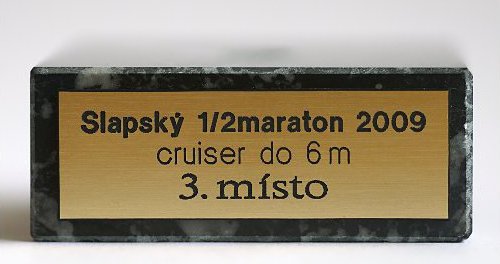 Slapský 1/2maraton 2009
cruiser do 6 m
3. místo